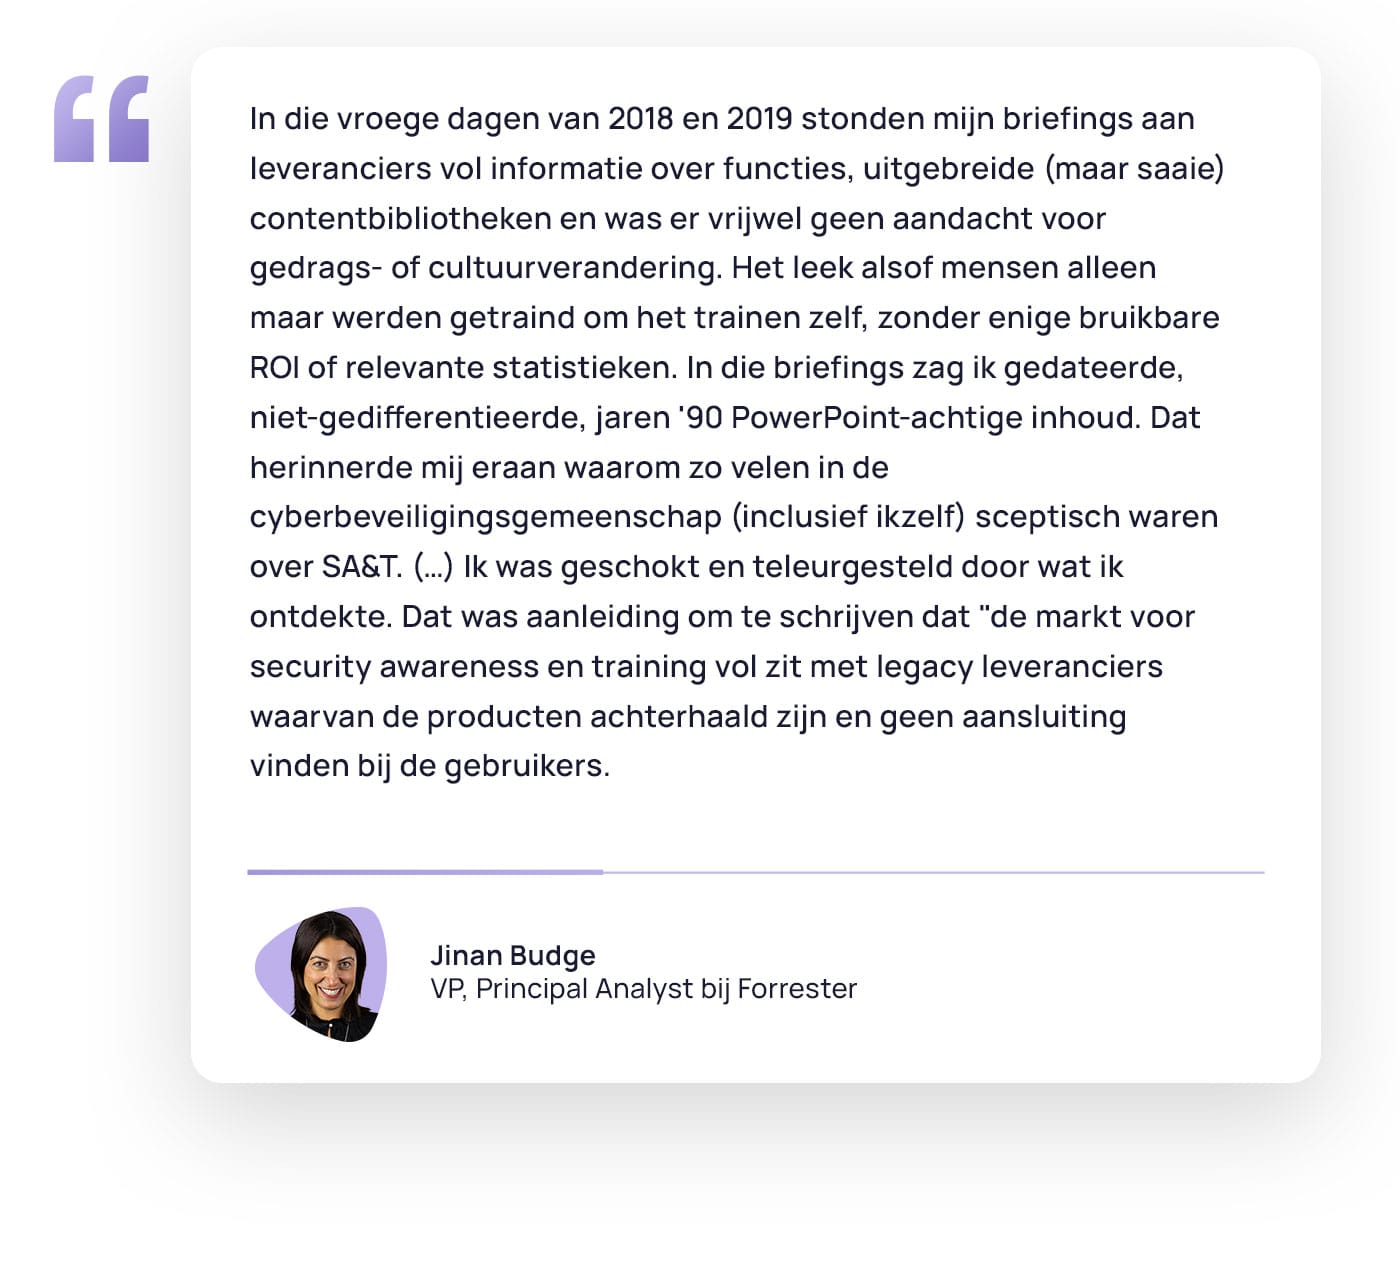 In die vroege dagen van 2018 en 2019 stonden mijn briefings aan
leveranciers vol informatie over functies, uitgebreide (maar saaie)
contentbibliotheken en was er vrijwel geen aandacht voor
gedrags- of cultuurverandering. Het leek alsof mensen alleen
maar werden getraind om het trainen zelf, zonder enige bruikbare
ROI of relevante statistieken. In die briefings zag ik gedateerde,
niet-gedifferentieerde, jaren '90 PowerPoint-achtige inhoud. Dat
herinnerde mij eraan waarom zo velen in de
cyberbeveiligingsgemeenschap (inclusief ikzelf) sceptisch waren
over SA&T. (...) Ik was geschokt en teleurgesteld door wat ik
ontdekte. Dat was aanleiding om te schrijven dat "de markt voor
security awareness en training vol zit met legacy leveranciers
waarvan de producten achterhaald zijn en geen aansluiting
vinden bij de gebruikers.
Jinan Budge
VP, Principal Analyst bij Forrester